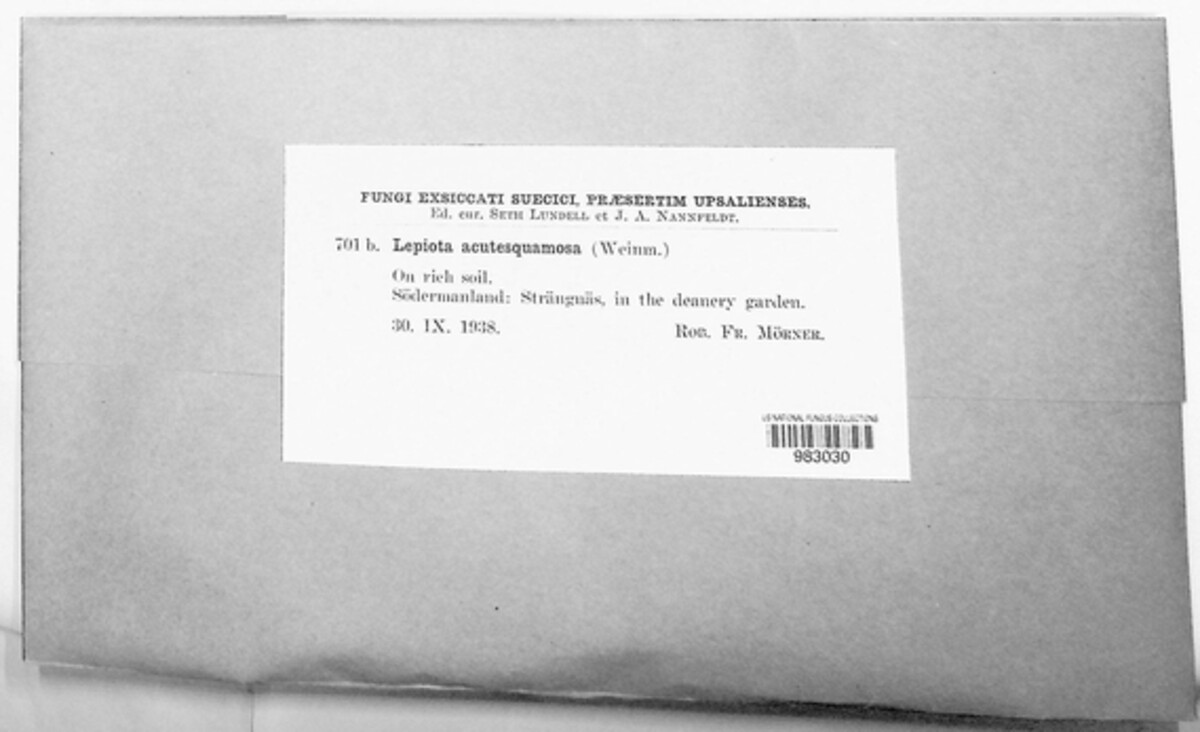 FUNGI EXSICCATI SUECICI, PRÆSERTIM UPSALIENSES.
Ed. cur. SETH LUNDELL et J. A. NANNFELDT.
701 b. Lepiota acutesquamosa (Weinm.)
On rich soil.
Södermanland: Strängnäs, in the deanery garden.
30. IX. 1938. ROB. FR. MÖRNER.
US NATIONAL FUNGUS COLLECTIONS
983030